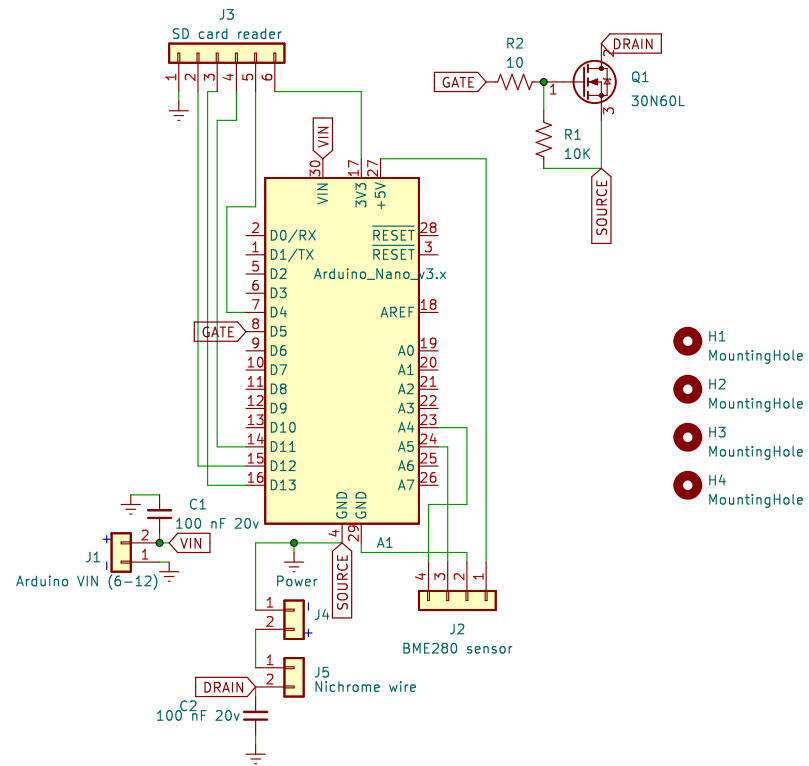 J3
SD card reader
1 2 3 4 5 6
R2
10
GATE
1
DRAIN
2
Q1
30N60L
3
R1
10K
SOURCE
VIN
30
17
27
VIN
3V3
+5V
2 D0/RX
1 D1/TX
5 D2
6 D3
7 D4
GATE 8 D5
9 D6
10 D7
11 D8
12 D9
13 D10
14 D11
15 D12
16 D13
RESET 28
RESET 3
Arduino_Nano_v3.x
AREF 18
A0 19
A1 20
A2 21
A3 22
A4 23
A5 24
A6 25
A7 26
GND
GND
4
29
A1
H1
MountingHole
H2
MountingHole
H3
MountingHole
H4
MountingHole
C1
100 nF 20v
+ 2
VIN
J1
- 1
Arduino VIN (6-12)
Power
SOURCE
1 -
J4
2 +
4 3 2 1
J2
BME280 sensor
1
J5
2
Nichrome wire
DRAIN
C2
100 nF 20v